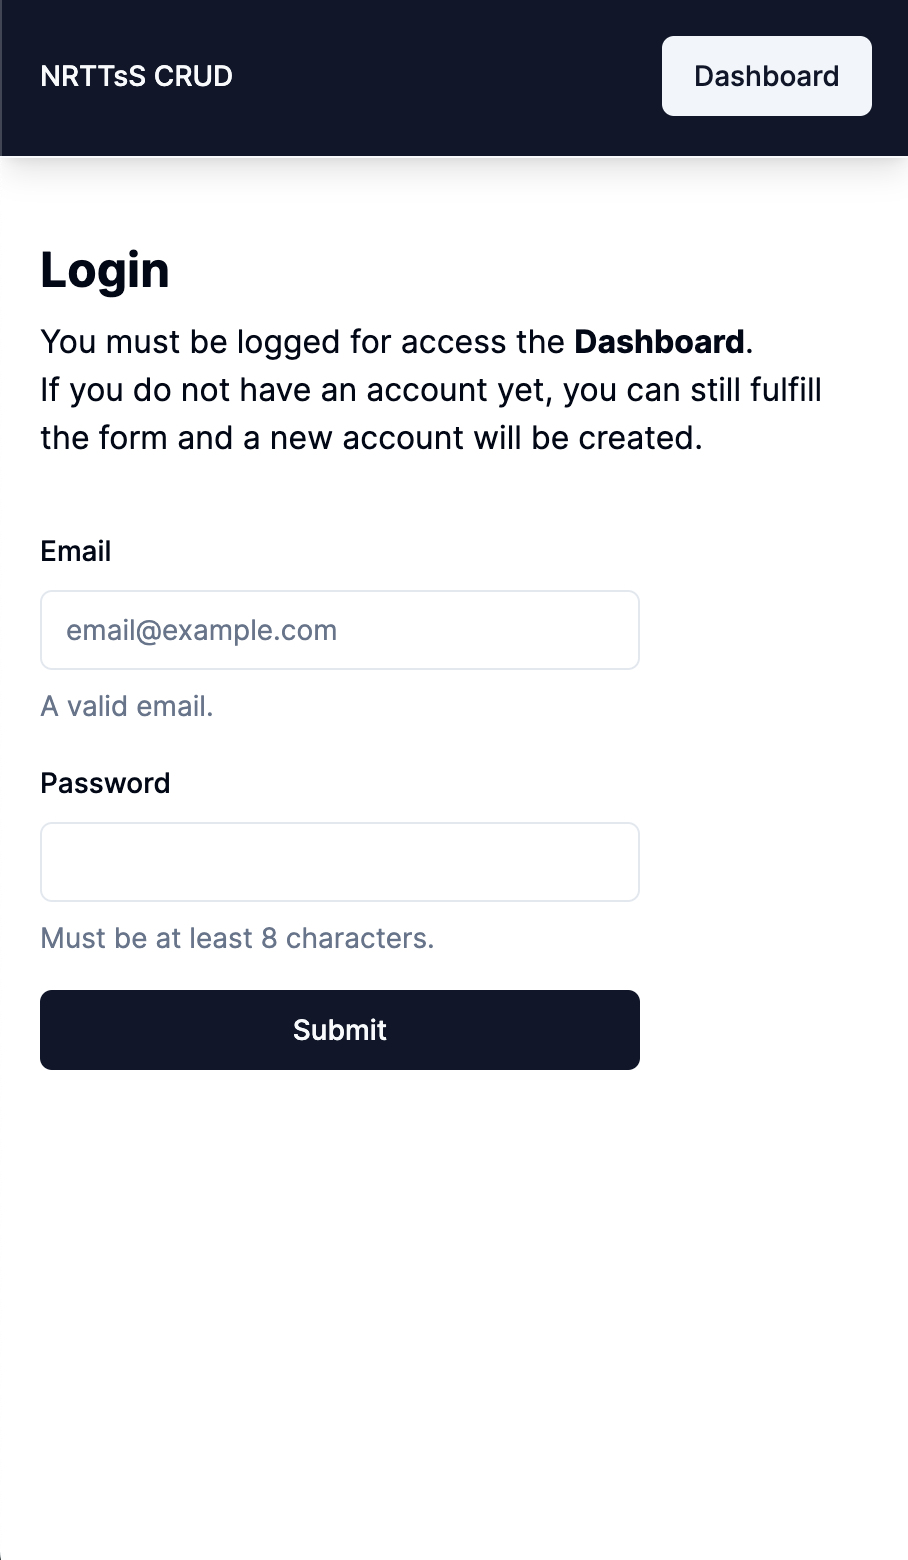 NRTTsS CRUD
Dashboard
Login
You must be logged for access the Dashboard.
If you do not have an account yet, you can still fulfill
the form and a new account will be created.
Email
email@example.com
A valid email.
Password
Must be at least 8 characters.
Submit